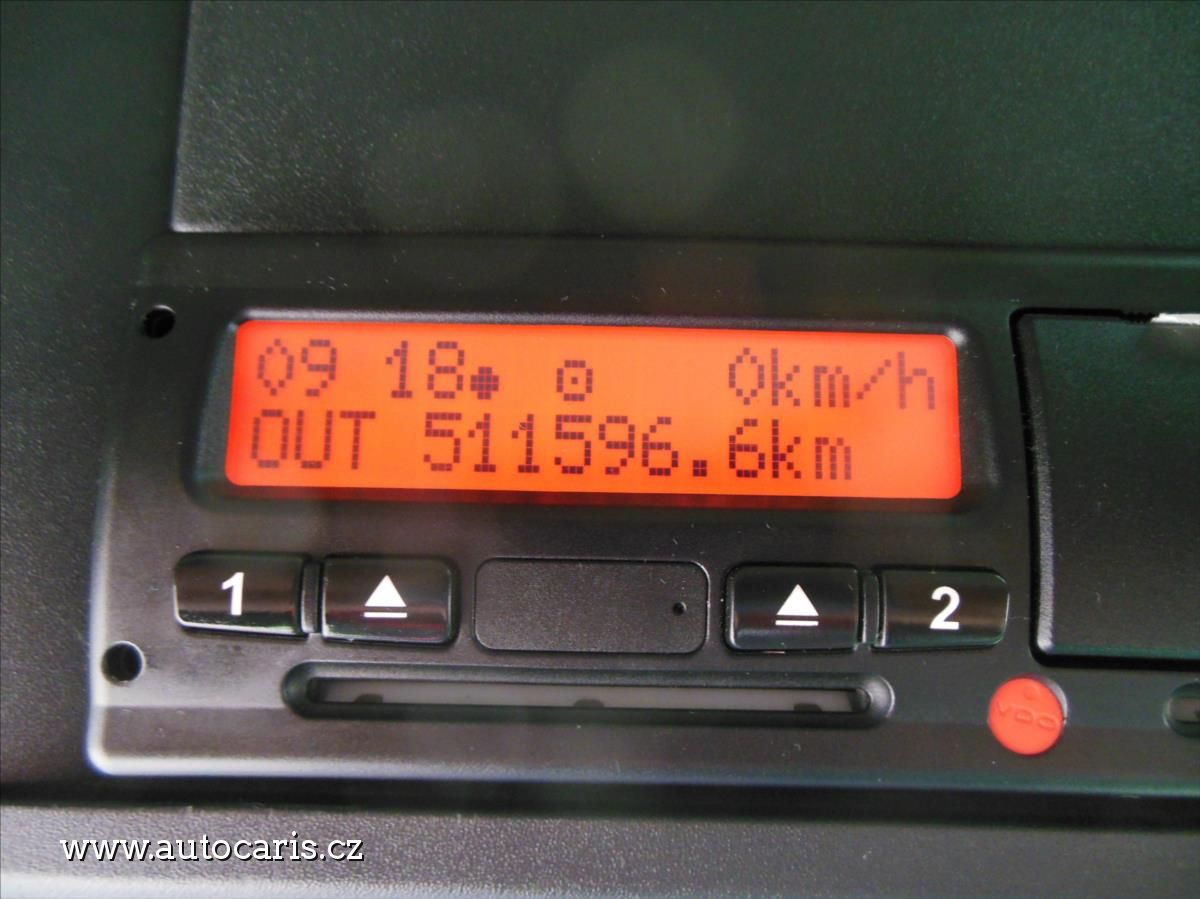 09 18 0km/h
OUT 511596.6km
1 2
VDO
www.autocaris.cz